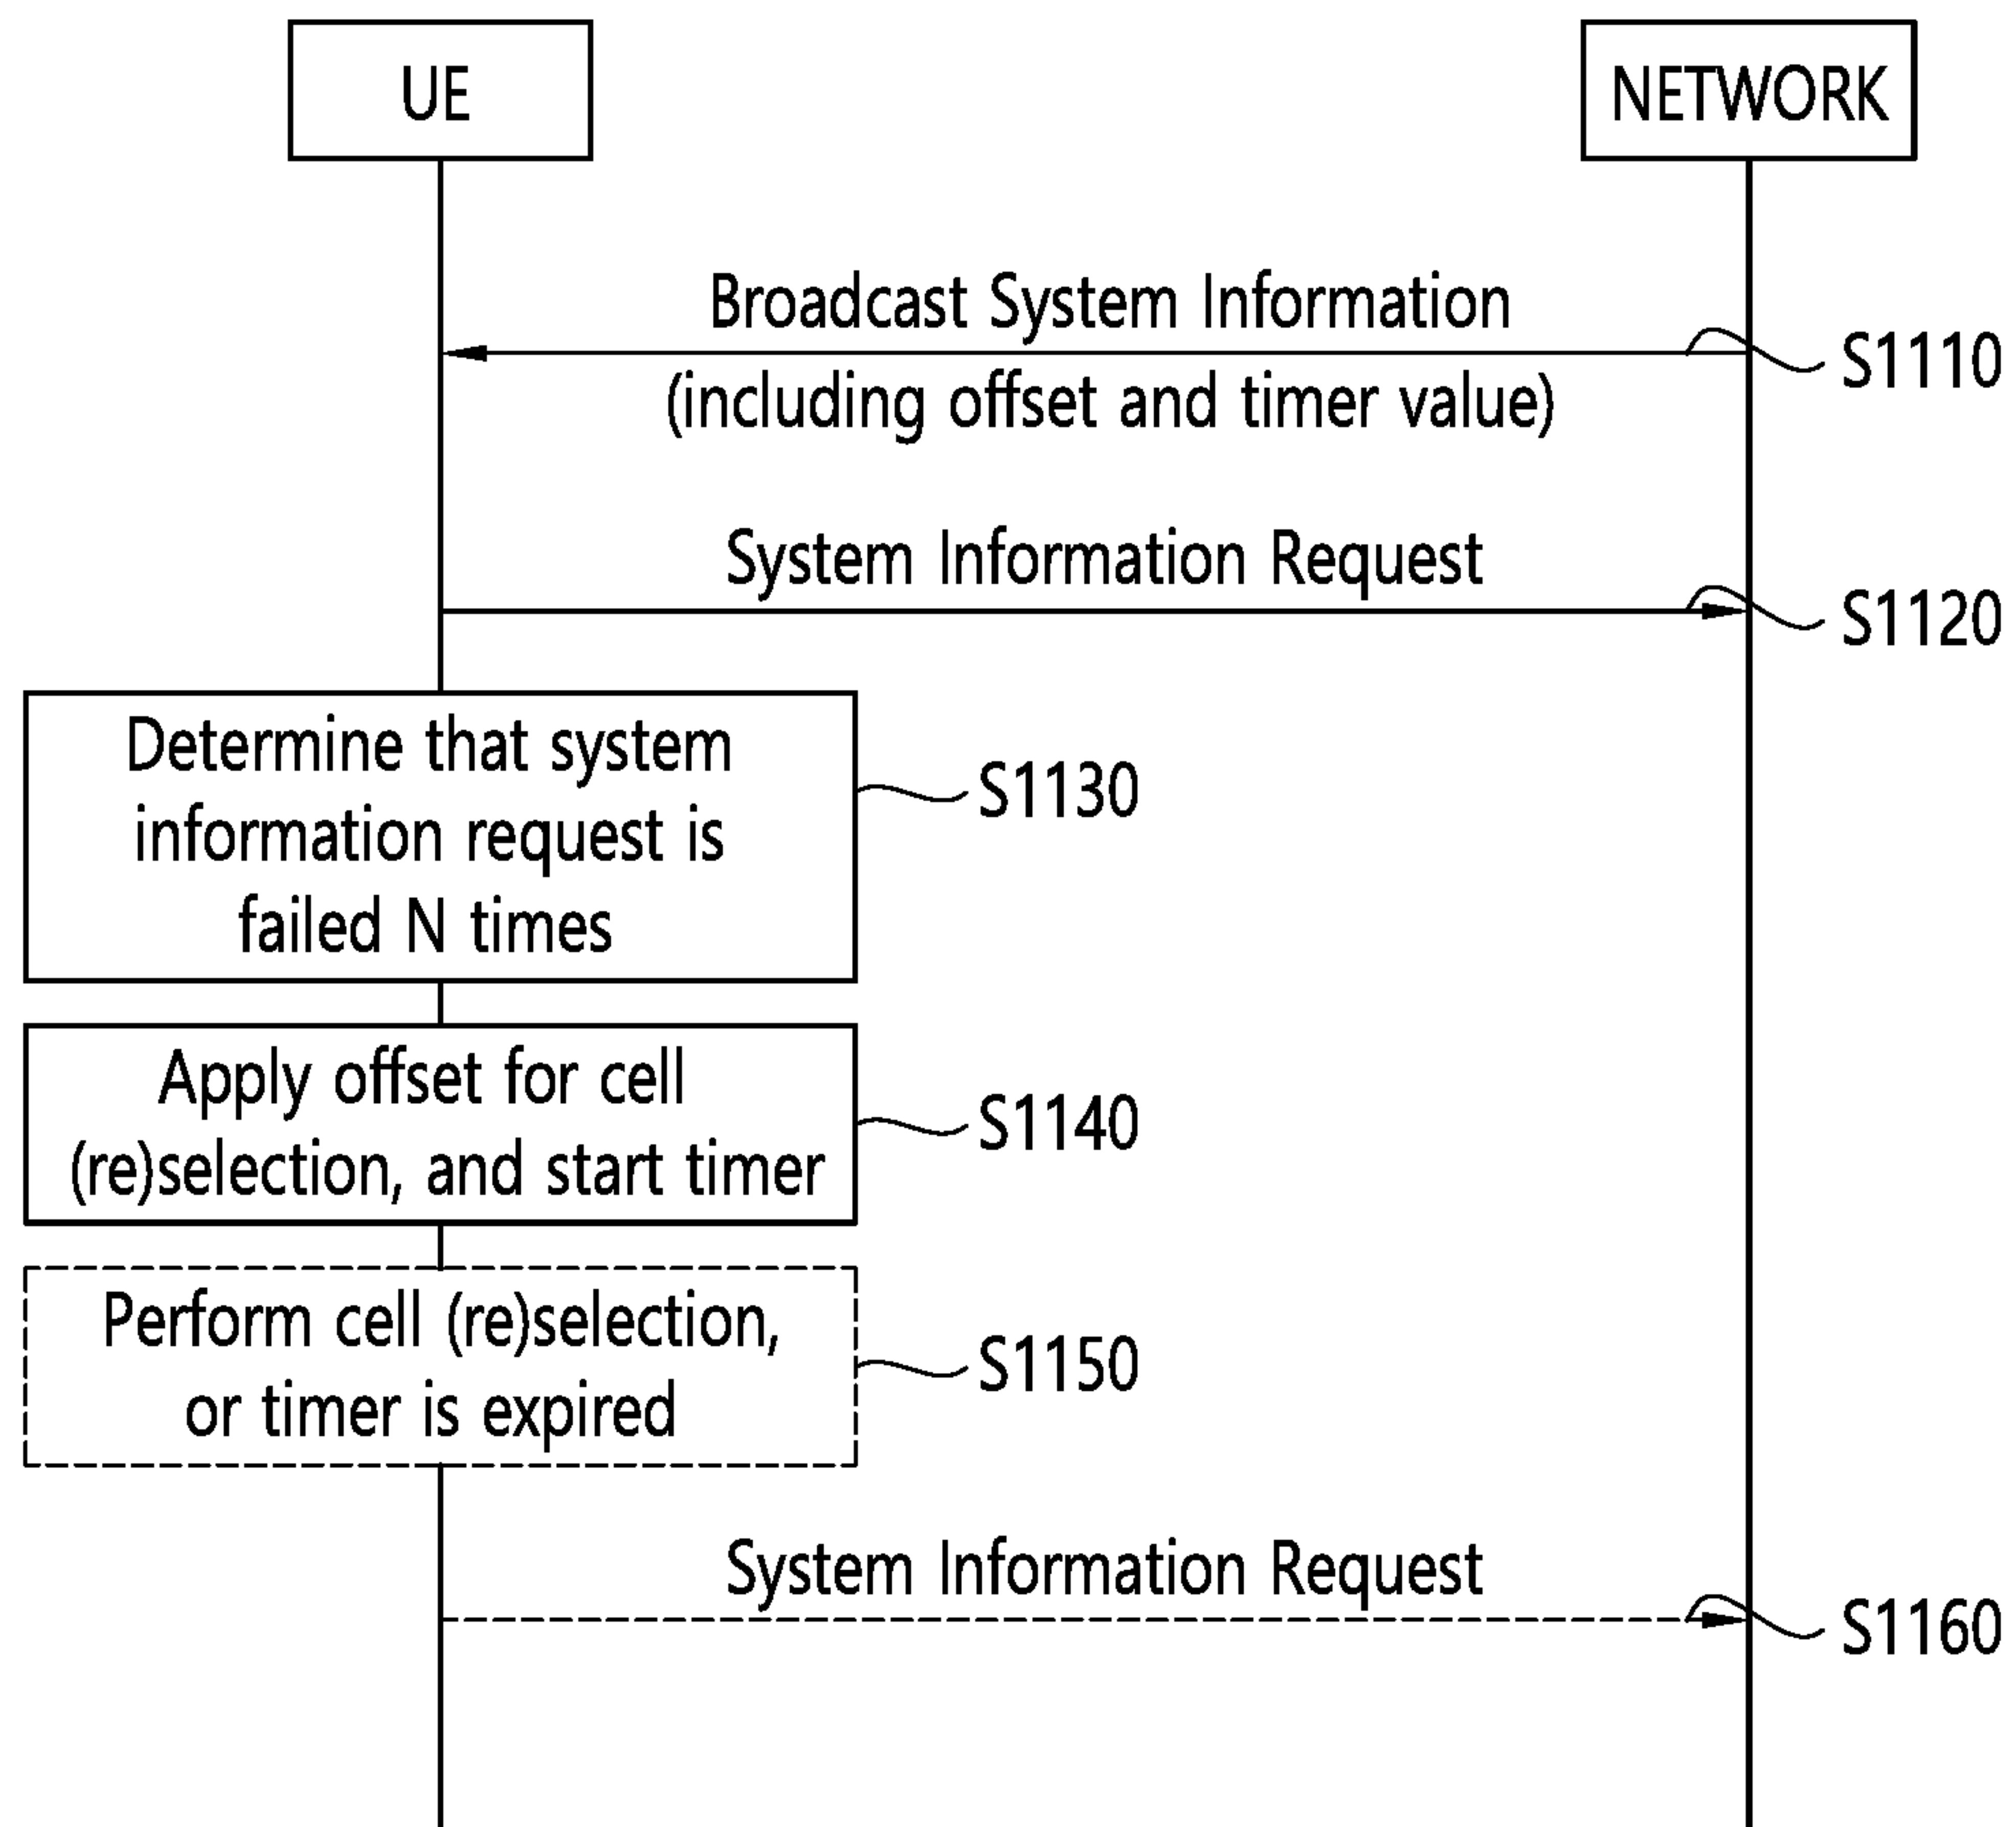 UE
NETWORK
Broadcast System Information
(including offset and timer value)
S1110
System Information Request
S1120
Determine that system
information request is
failed N times
S1130
Apply offset for cell
(re)selection, and start timer
S1140
Perform cell (re)selection,
or timer is expired
S1150
System Information Request
S1160